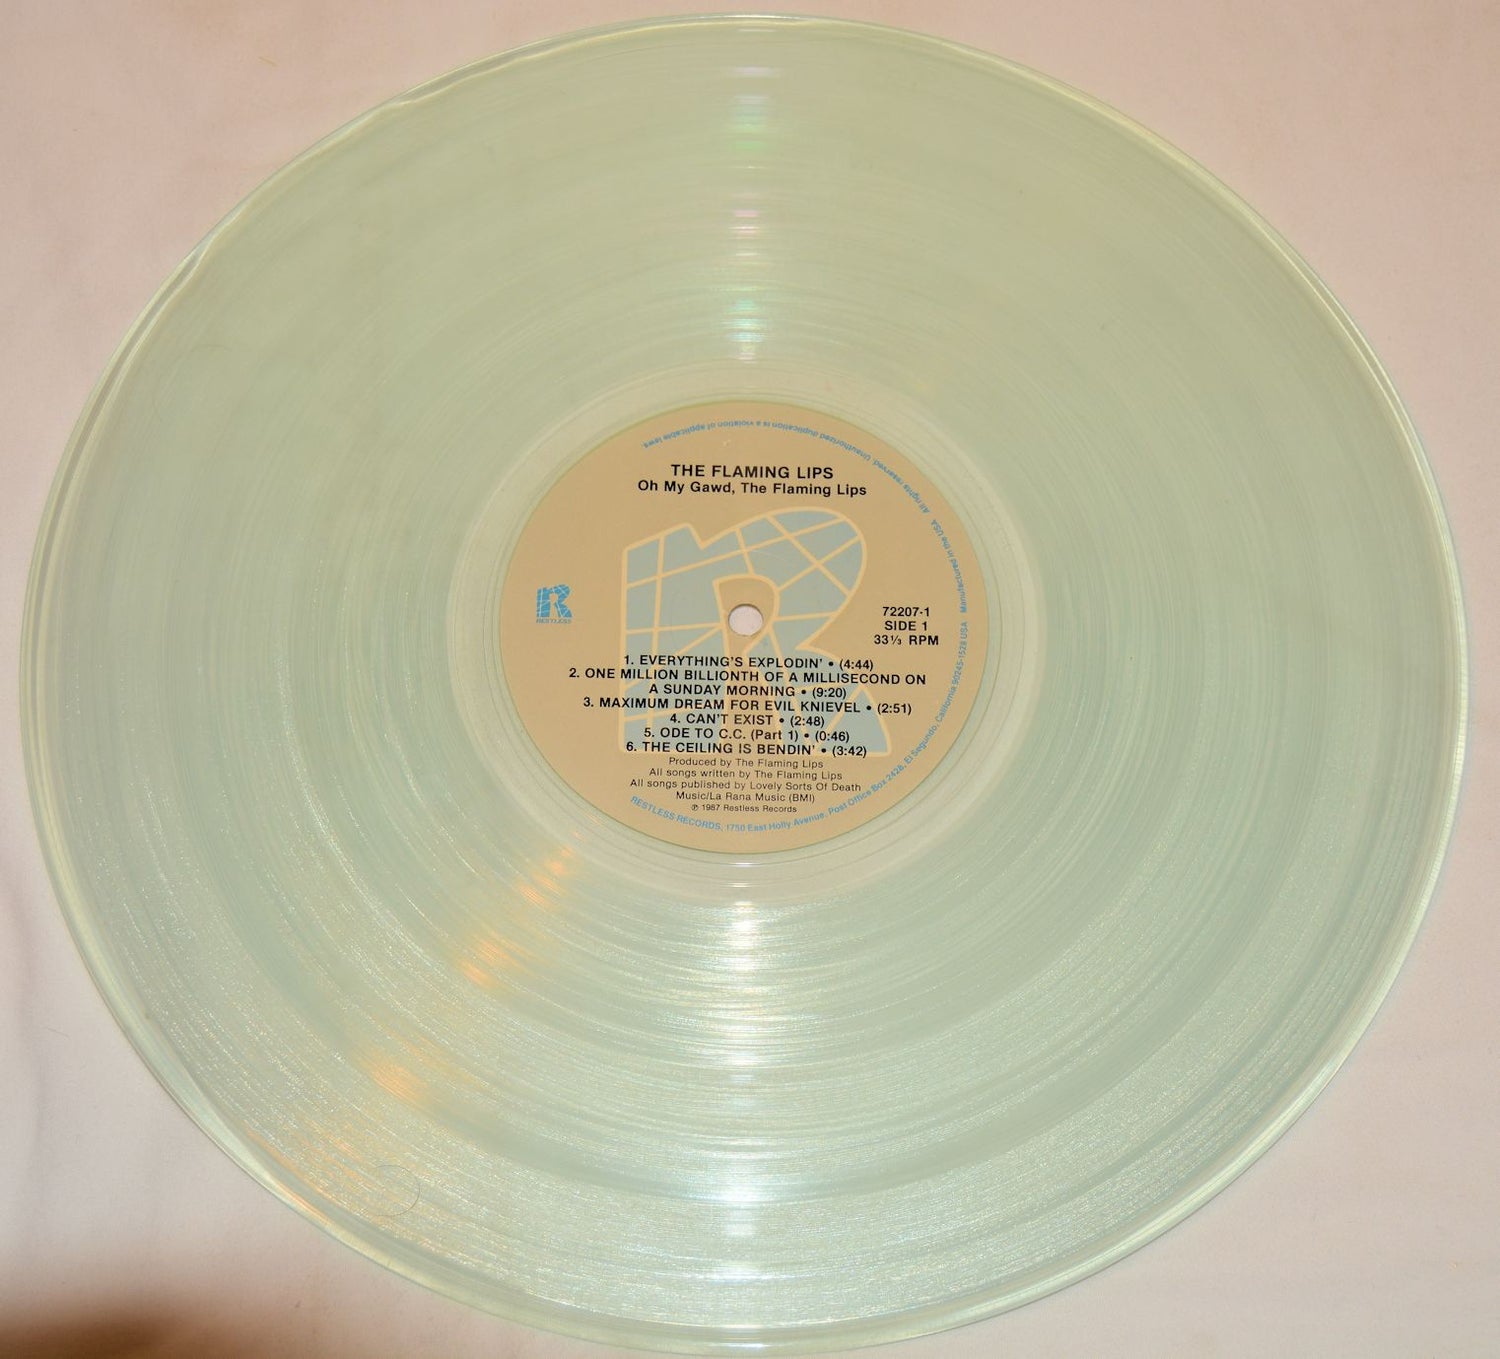 THE FLAMING LIPS
Oh My Gawd, The Flaming Lips
RESTLESS
72207-1
SIDE 1
33⅓ RPM
1. EVERYTHING'S EXPLODIN' • (4:44)
2. ONE MILLION BILLIONTH OF A MILLISECOND ON
A SUNDAY MORNING • (9:20)
3. MAXIMUM DREAM FOR EVIL KNIEVEL • (2:51)
4. CAN'T EXIST • (2:48)
5. ODE TO C.C. (Part 1) • (0:46)
6. THE CEILING IS BENDIN' • (3:42)
Produced by The Flaming Lips
All songs written by The Flaming Lips
All songs published by Lovely Sorts Of Death
Music/La Rana Music (BMI)
℗ 1987 Restless Records
RESTLESS RECORDS, 1750 East Holly Avenue, Post Office Box 2428, El Segundo, California 90245-1528 USA Manufactured in the USA All rights reserved. Unauthorized duplication is a violation of applicable laws.